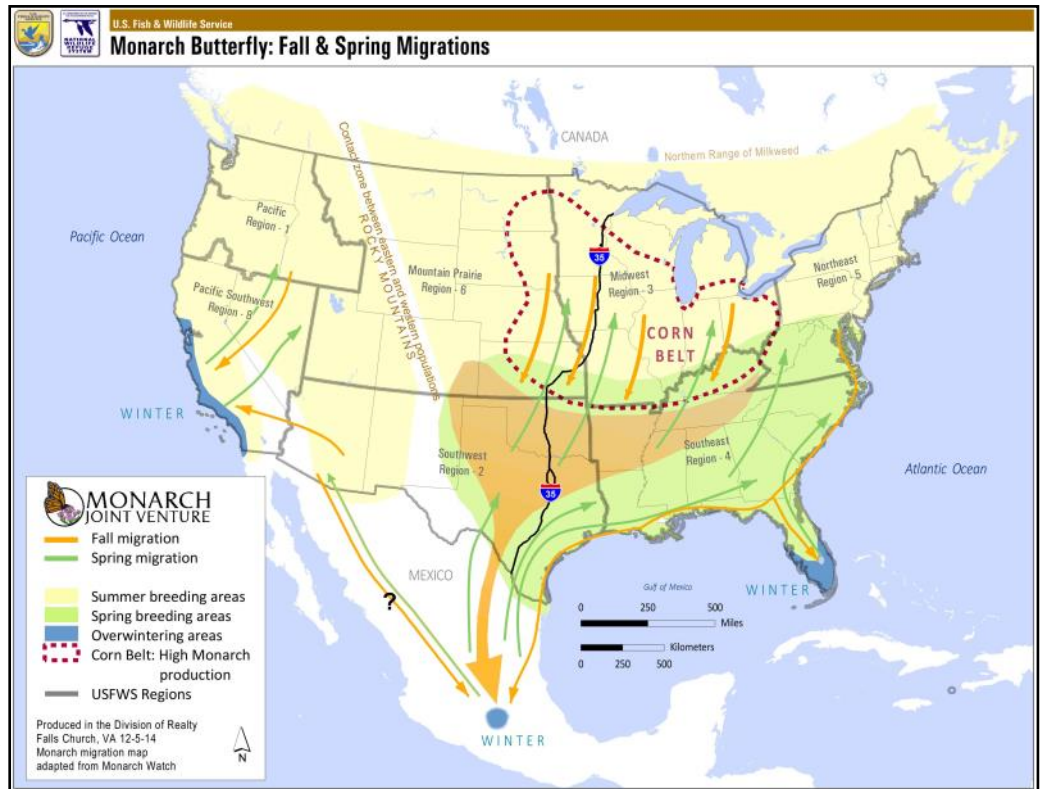 U.S. Fish & Wildlife Service
Monarch Butterfly: Fall & Spring Migrations
NATIONAL
WILDLIFE
REFUGE
SYSTEM
CANADA
Northern Range of Milkweed
Contact zone between eastern and western populations
ROCKY MOUNTAINS
Pacific
Region - 1
Pacific Ocean
Mountain Prairie
Region - 6
35
Midwest
Region - 3
Northeast
Region - 5
Pacific Southwest
Region - 8
CORN
BELT
WINTER
Southwest
Region - 2
Southeast
Region - 4
Atlantic Ocean
35
MEXICO
Gulf of Mexico
WINTER
0 250 500
Miles
Kilometers
0 250 500
?
WINTER
MONARCH
JOINT VENTURE
Fall migration
Spring migration
Summer breeding areas
Spring breeding areas
Overwintering areas
Corn Belt: High Monarch
production
USFWS Regions
Produced in the Division of Realty
Falls Church, VA 12-5-14
Monarch migration map
adapted from Monarch Watch
N